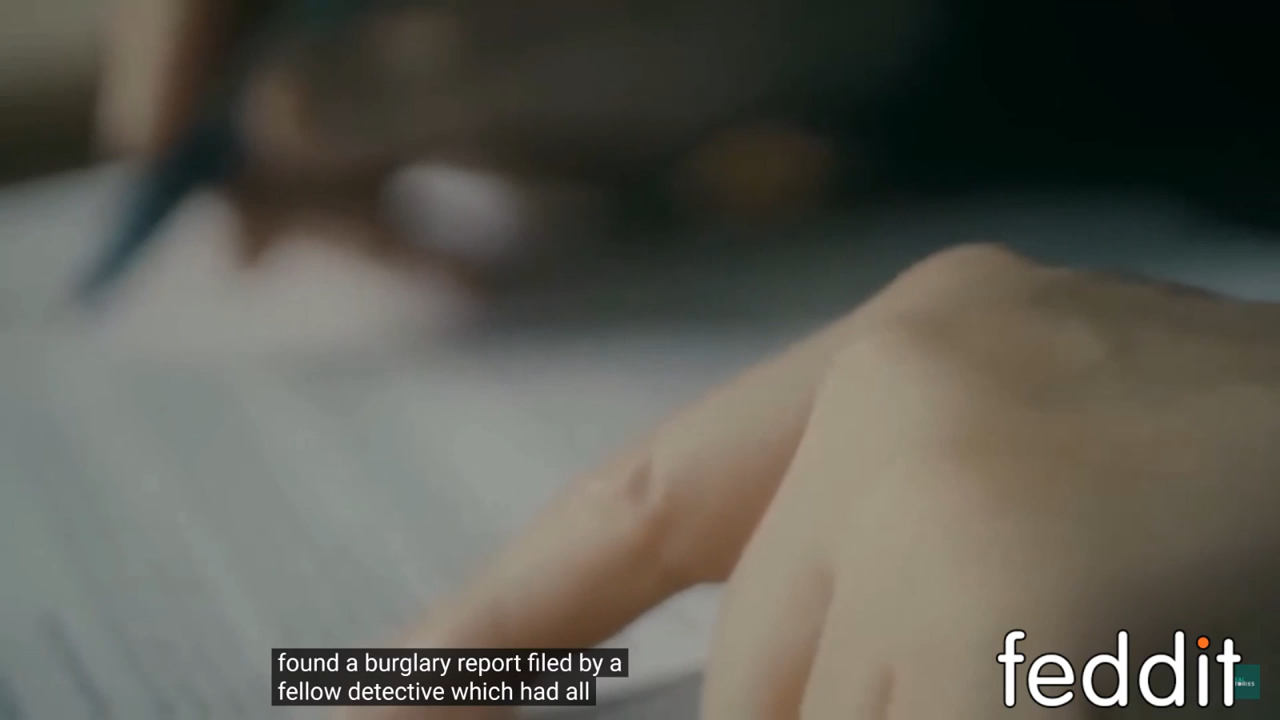 found a burglary report filed by a
fellow detective which had all
feddit